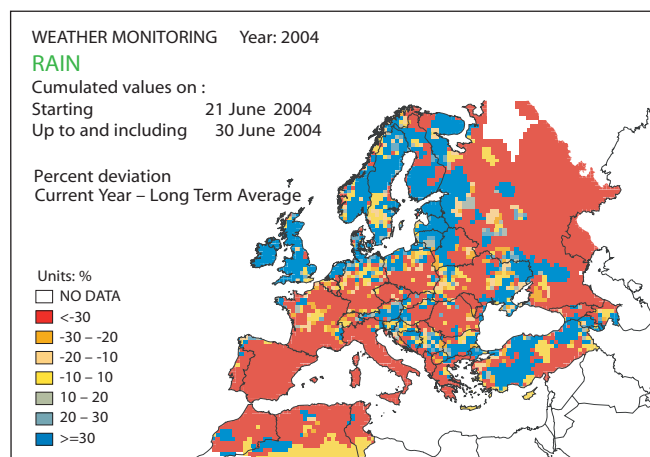 WEATHER MONITORING Year: 2004
RAIN
Cumulated values on :
Starting 21 June 2004
Up to and including 30 June 2004
Percent deviation
Current Year – Long Term Average
Units: %
NO DATA
<-30
-30 – -20
-20 – -10
-10 – 10
10 – 20
20 – 30
>=30